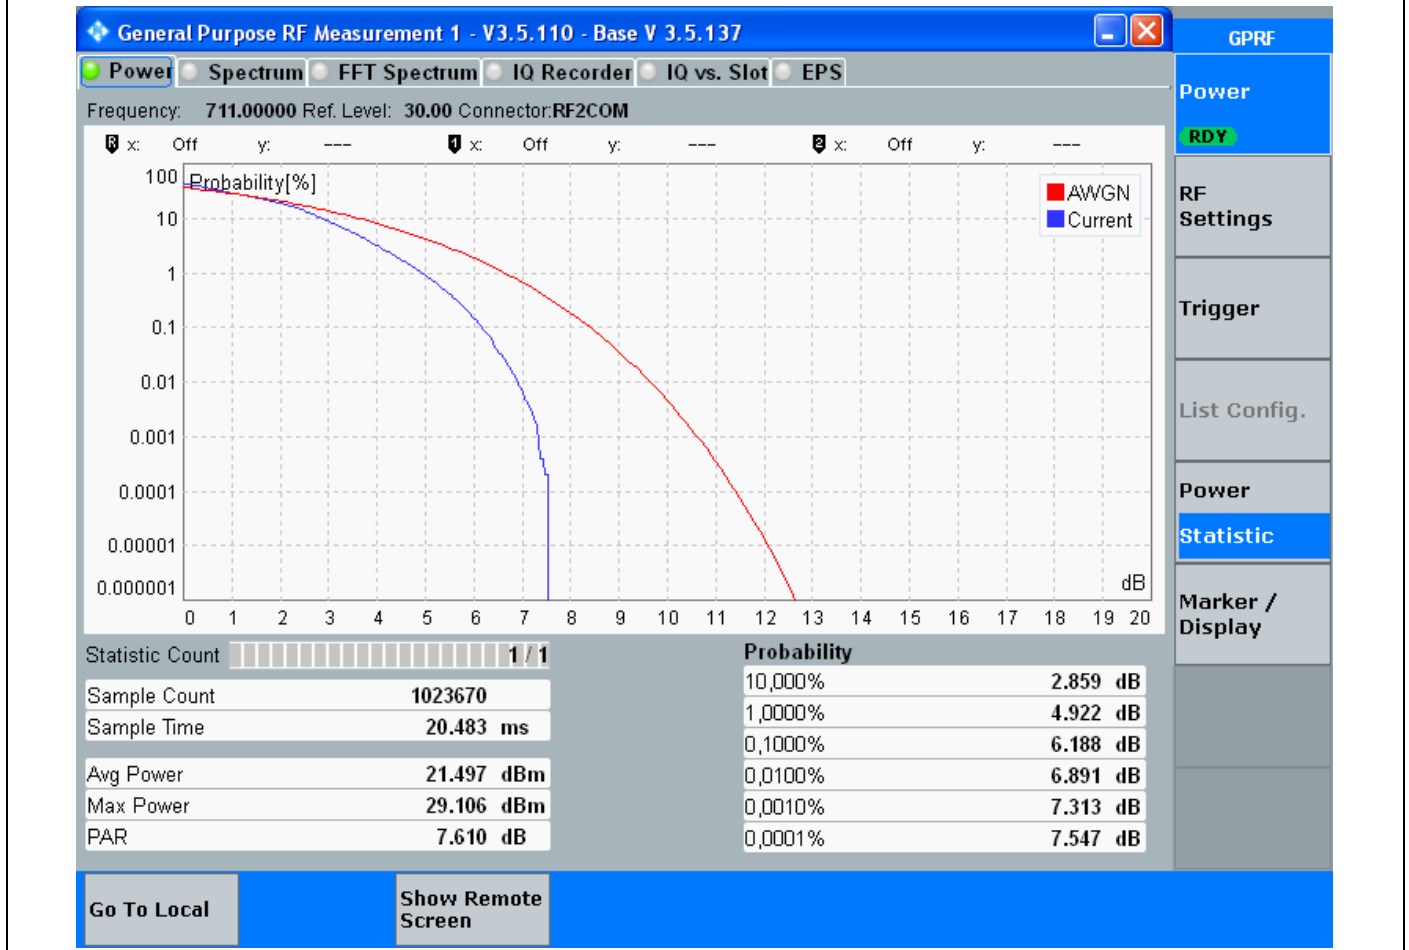 General Purpose RF Measurement 1 - V3.5.110 - Base V 3.5.137
GPRF
Power Spectrum FFT Spectrum IQ Recorder IQ vs. Slot EPS
Frequency: 711.00000 Ref. Level: 30.00 Connector:RF2COM
R x: Off y: --- 1 x: Off y: --- 2 x: Off y: ---
Probability[%]
100
10
1
0.1
0.01
0.001
0.0001
0.00001
0.000001
AWGN
Current
dB
0 1 2 3 4 5 6 7 8 9 10 11 12 13 14 15 16 17 18 19 20
Statistic Count 1 / 1
Sample Count 1023670
Sample Time 20.483 ms
Avg Power 21.497 dBm
Max Power 29.106 dBm
PAR 7.610 dB
Probability
10,000% 2.859 dB
1,0000% 4.922 dB
0,1000% 6.188 dB
0,0100% 6.891 dB
0,0010% 7.313 dB
0,0001% 7.547 dB
Power
RDY
RF
Settings
Trigger
List Config.
Power
Statistic
Marker /
Display
Go To Local
Show Remote
Screen